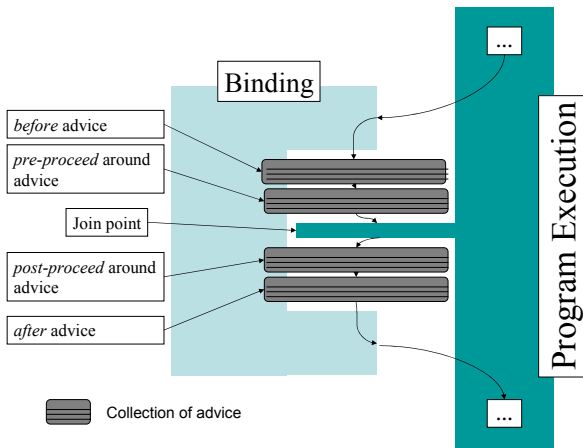 ...
Binding
before advice
pre-proceed around
advice
Join point
post-proceed around
advice
after advice
Program Execution
...
Collection of advice